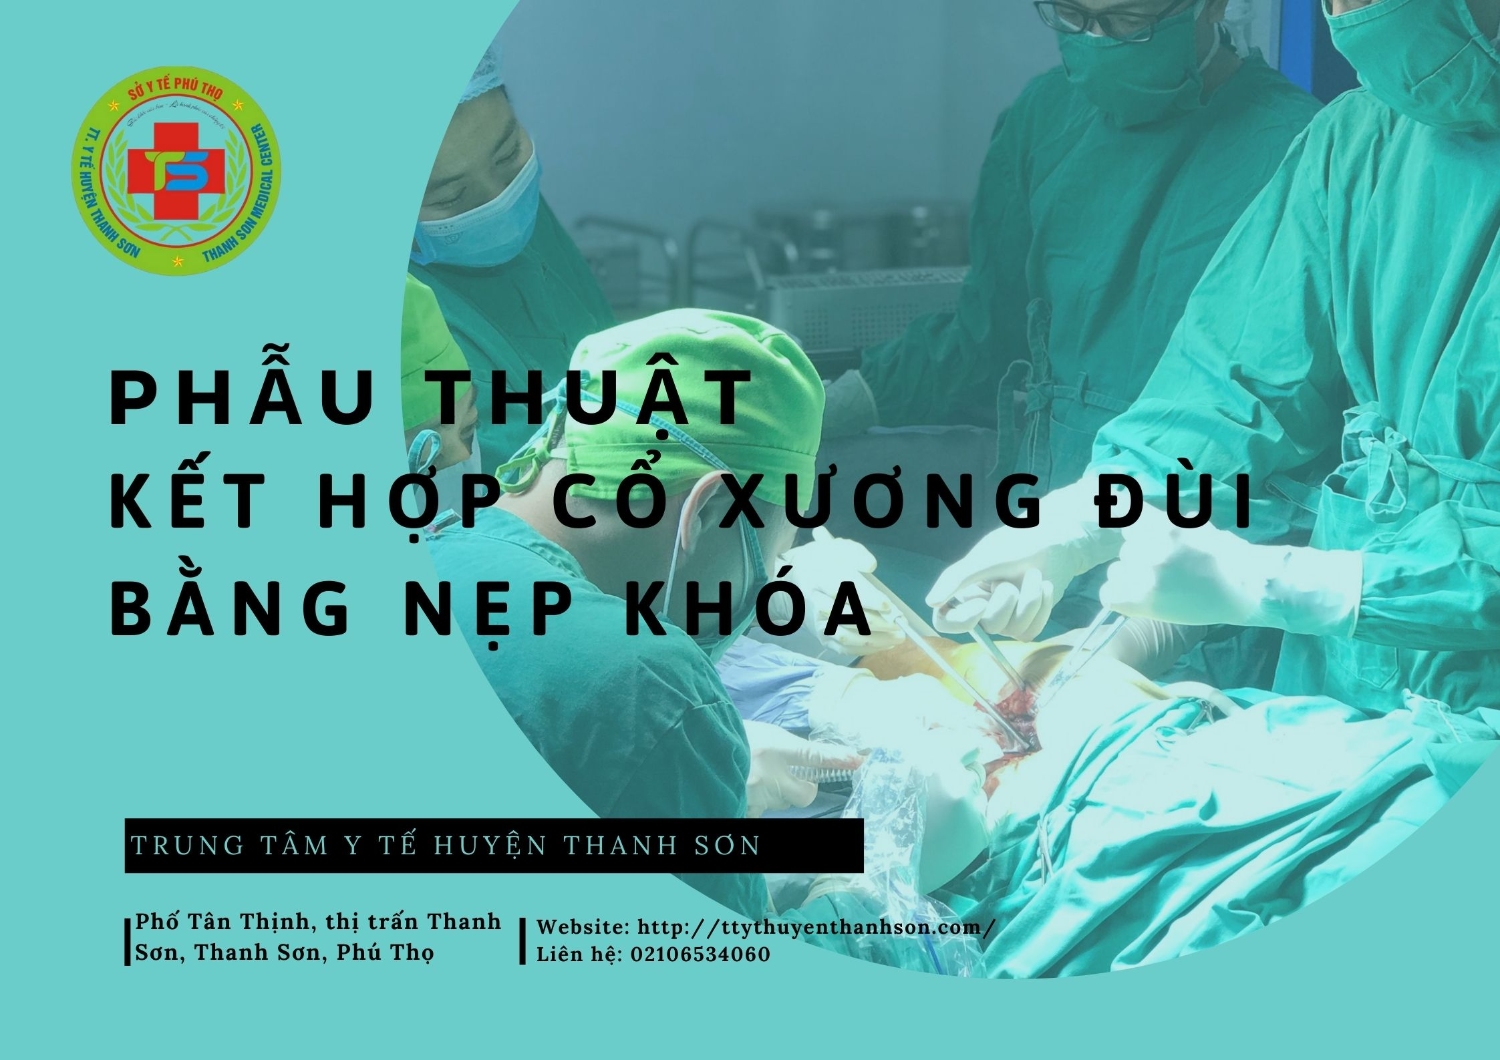 SỞ Y TẾ PHÚ THỌ
TT. Y TẾ HUYỆN THANH SƠN
THANH SON MEDICAL CENTER
TS
PHẪU THUẬT
KẾT HỢP CỔ XƯƠNG ĐÙI
BẰNG NẸP KHÓA
TRUNG TÂM Y TẾ HUYỆN THANH SƠN
Phố Tân Thịnh, thị trấn Thanh
Sơn, Thanh Sơn, Phú Thọ
Website: http://ttythuyenthanhson.com/
Liên hệ: 02106534060